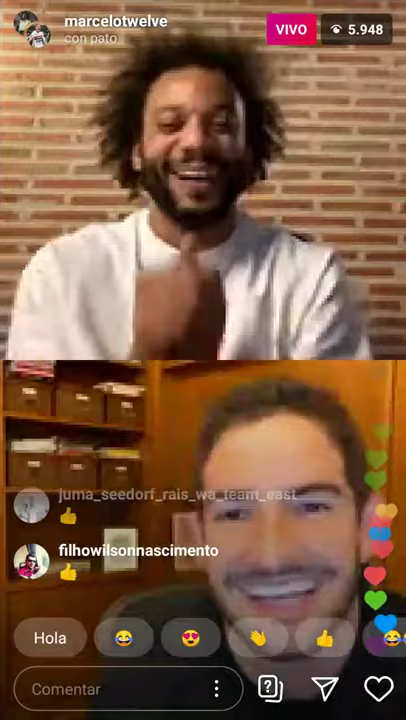 marcelotwelve
VIVO
5.948
con pato
juma_seedorf_rais_wa_team_east
👍
filhowilsonnascimento
👍
Hola
Comentar